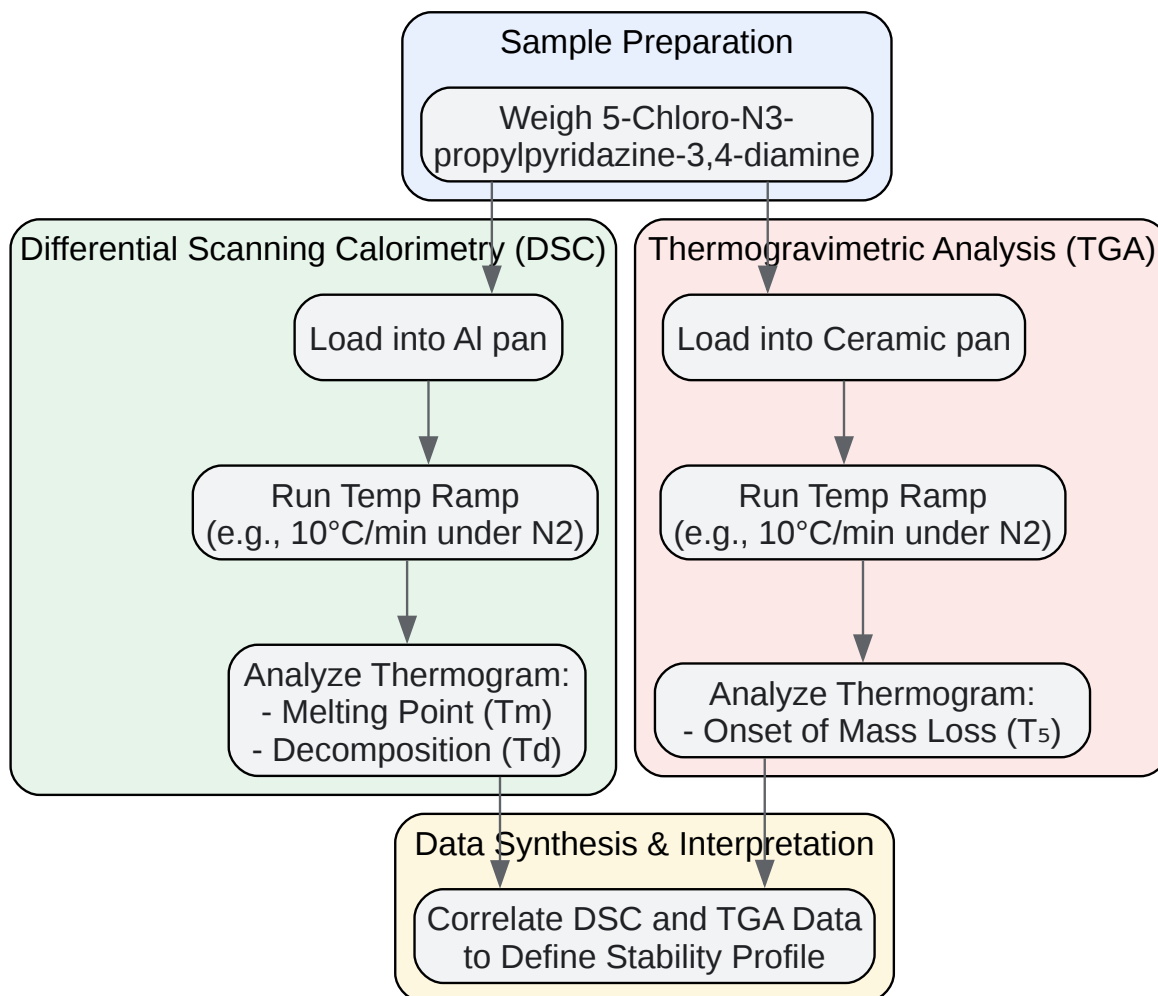 Sample Preparation
Weigh 5-Chloro-N3-
propylpyridazine-3,4-diamine
Differential Scanning Calorimetry (DSC)
Load into Al pan
Run Temp Ramp
(e.g., 10°C/min under N2)
Analyze Thermogram:
- Melting Point (Tm)
- Decomposition (Td)
Thermogravimetric Analysis (TGA)
Load into Ceramic pan
Run Temp Ramp
(e.g., 10°C/min under N2)
Analyze Thermogram:
- Onset of Mass Loss (T₅)
Data Synthesis & Interpretation
Correlate DSC and TGA Data
to Define Stability Profile